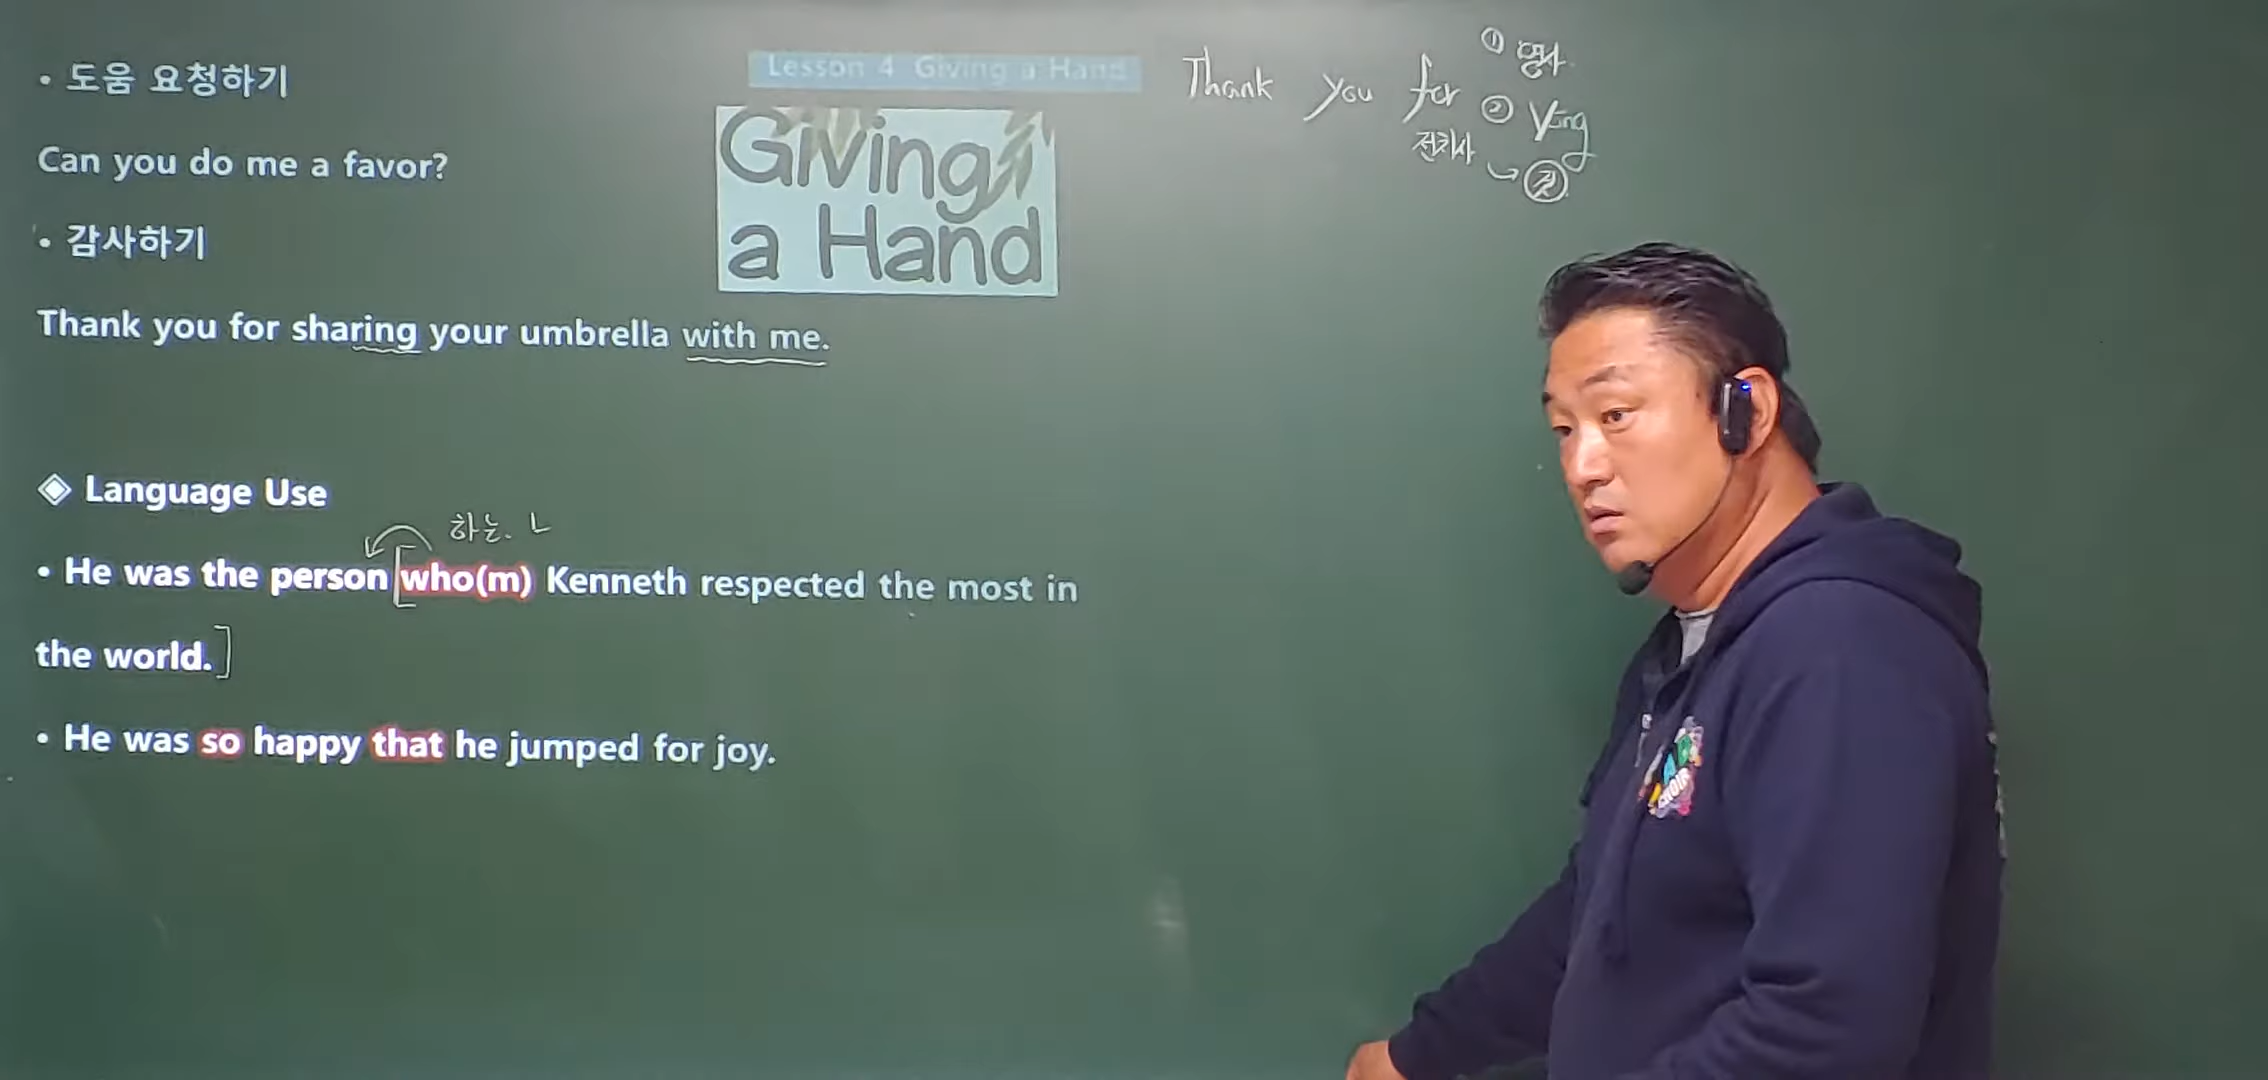 • 도움 요청하기
Can you do me a favor?
• 감사하기
Thank you for sharing your umbrella with me.
◈ Language Use
하는. ㄴ
• He was the person [who(m) Kenneth respected the most in
the world.]
• He was so happy that he jumped for joy.
Lesson 4 Giving a Hand
Giving
a Hand
Thank you for
① 명사.
② Ving
전치사
것
CHOIR